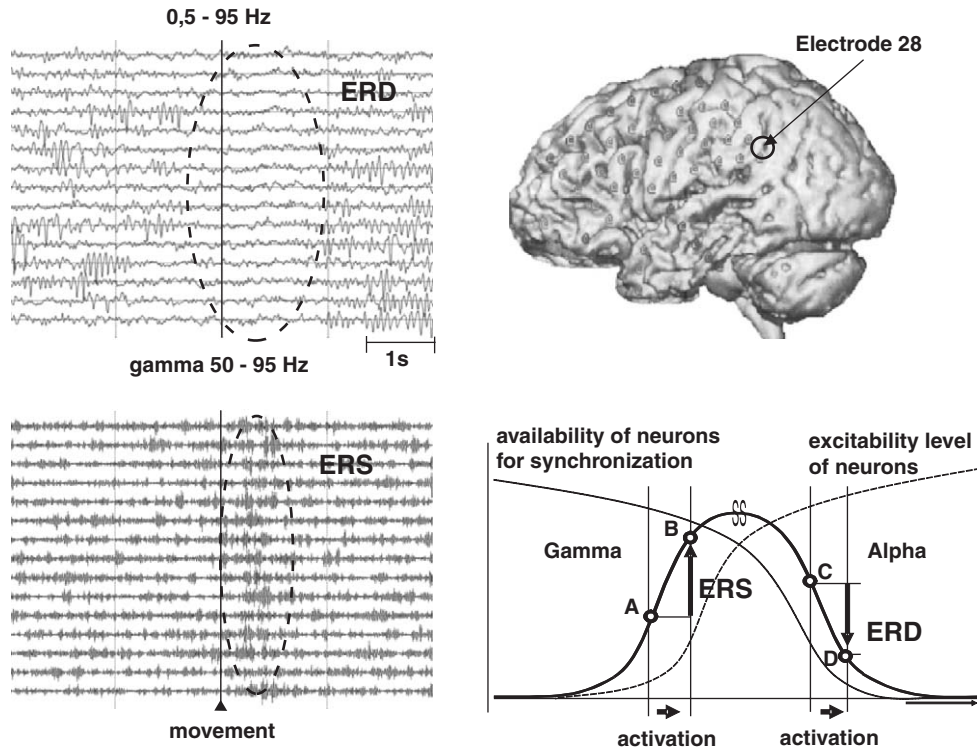 0,5 - 95 Hz
ERD
1s
Electrode 28
gamma 50 - 95 Hz
ERS
movement
availability of neurons
for synchronization
excitability level
of neurons
Gamma
B
Alpha
C
A
ERS
ERD
D
activation
activation